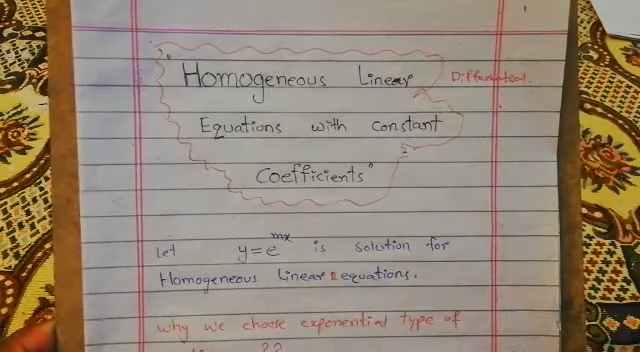 1
"Homogeneous Linear Differential.
Equations with constant
Coefficients"
Let y=e^mx is solution for
Homogeneous Linear equations.
why we choose exponential type of
??